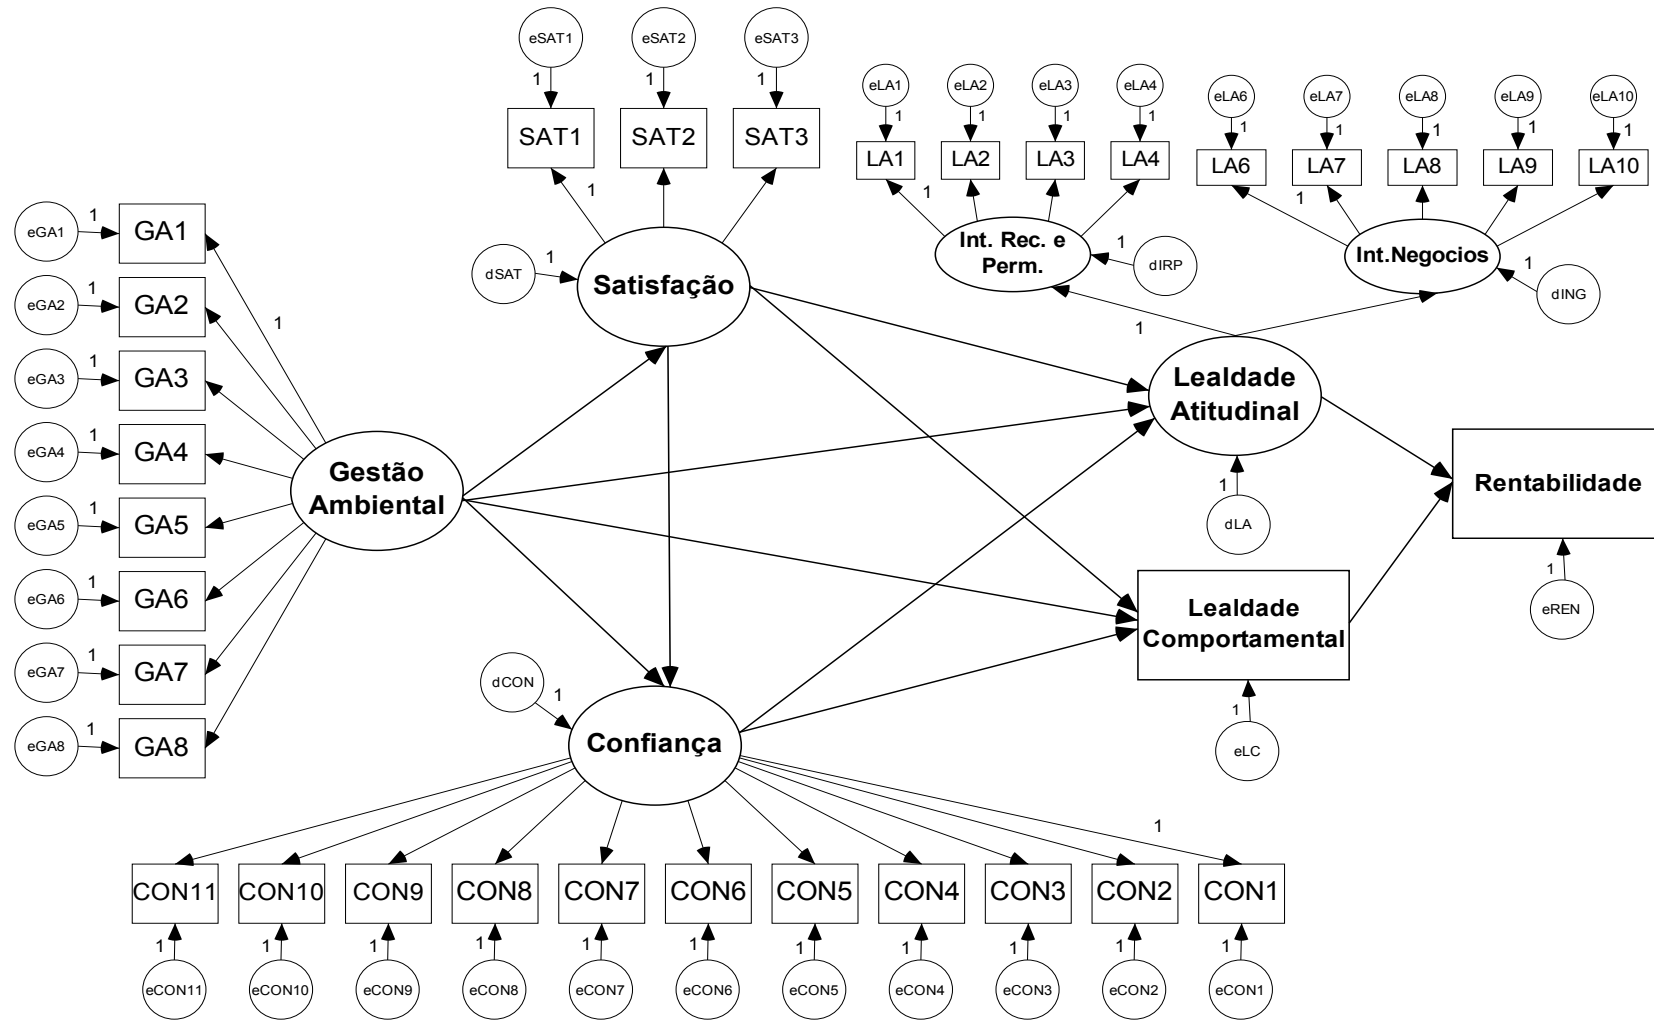 eSAT1
eSAT2
eSAT3
1
1
1
SAT1
SAT2
SAT3
1
eLA1
eLA2
eLA3
eLA4
1
1
1
1
LA1
LA2
LA3
LA4
1
eLA6
eLA7
eLA8
eLA9
eLA10
1
1
1
1
1
LA6
LA7
LA8
LA9
LA10
1
dSAT
1
Satisfação
Int. Rec. e
Perm.
1
dIRP
Int.Negocios
1
dING
eGA1
1
GA1
eGA2
1
GA2
eGA3
1
GA3
eGA4
1
GA4
eGA5
1
GA5
eGA6
1
GA6
eGA7
1
GA7
eGA8
1
GA8
1
Gestão
Ambiental
1
Lealdade
Atitudinal
1
dLA
Rentabilidade
1
eREN
Lealdade
Comportamental
1
eLC
dCON
1
Confiança
1
CON11
CON10
CON9
CON8
CON7
CON6
CON5
CON4
CON3
CON2
CON1
1
1
1
1
1
1
1
1
1
1
1
eCON11
eCON10
eCON9
eCON8
eCON7
eCON6
eCON5
eCON4
eCON3
eCON2
eCON1